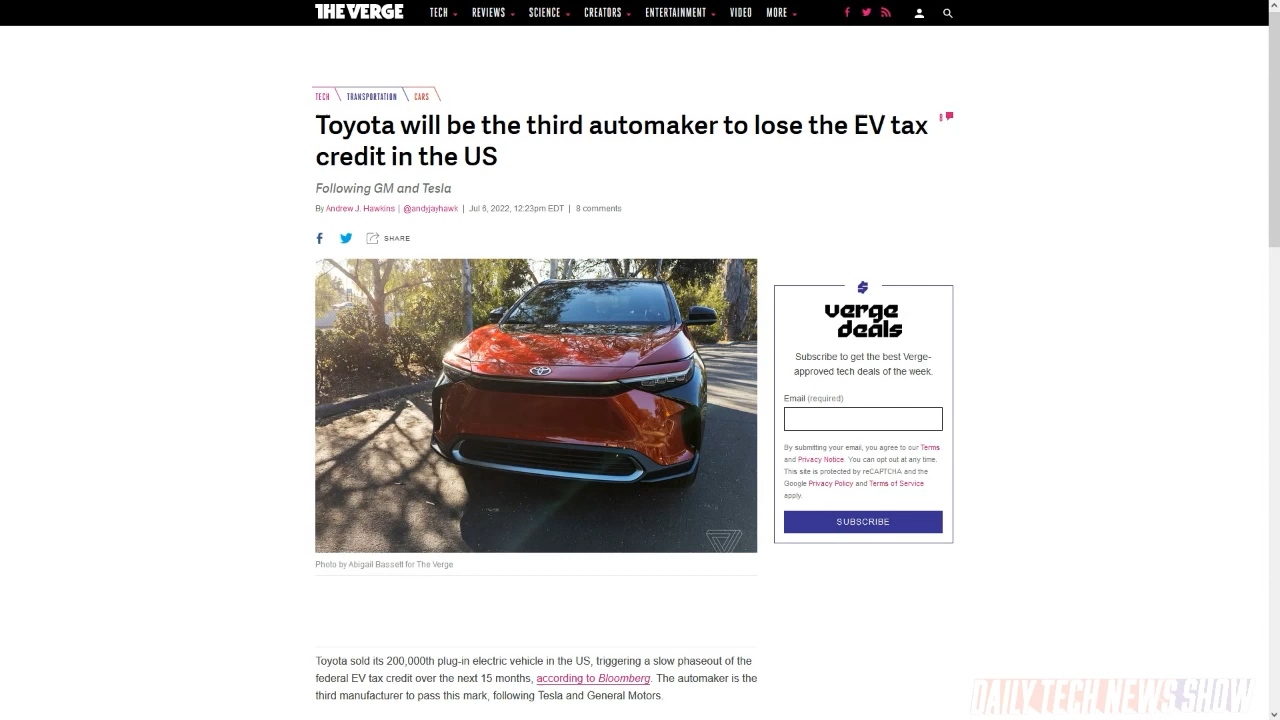 THE VERGE TECH REVIEWS SCIENCE CREATORS ENTERTAINMENT VIDEO MORE
TECH TRANSPORTATION CARS
Toyota will be the third automaker to lose the EV tax
credit in the US
8
Following GM and Tesla
By Andrew J. Hawkins | @andyjayhawk | Jul 6, 2022, 12:23pm EDT | 8 comments
SHARE
verge
deals
Subscribe to get the best Verge-
approved tech deals of the week.
Email (required)
By submitting your email, you agree to our Terms
and Privacy Notice. You can opt out at any time.
This site is protected by reCAPTCHA and the
Google Privacy Policy and Terms of Service
apply.
SUBSCRIBE
Photo by Abigail Bassett for The Verge
Toyota sold its 200,000th plug-in electric vehicle in the US, triggering a slow phaseout of the
federal EV tax credit over the next 15 months, according to Bloomberg. The automaker is the
third manufacturer to pass this mark, following Tesla and General Motors.
DAILY TECH NEWS SHOW